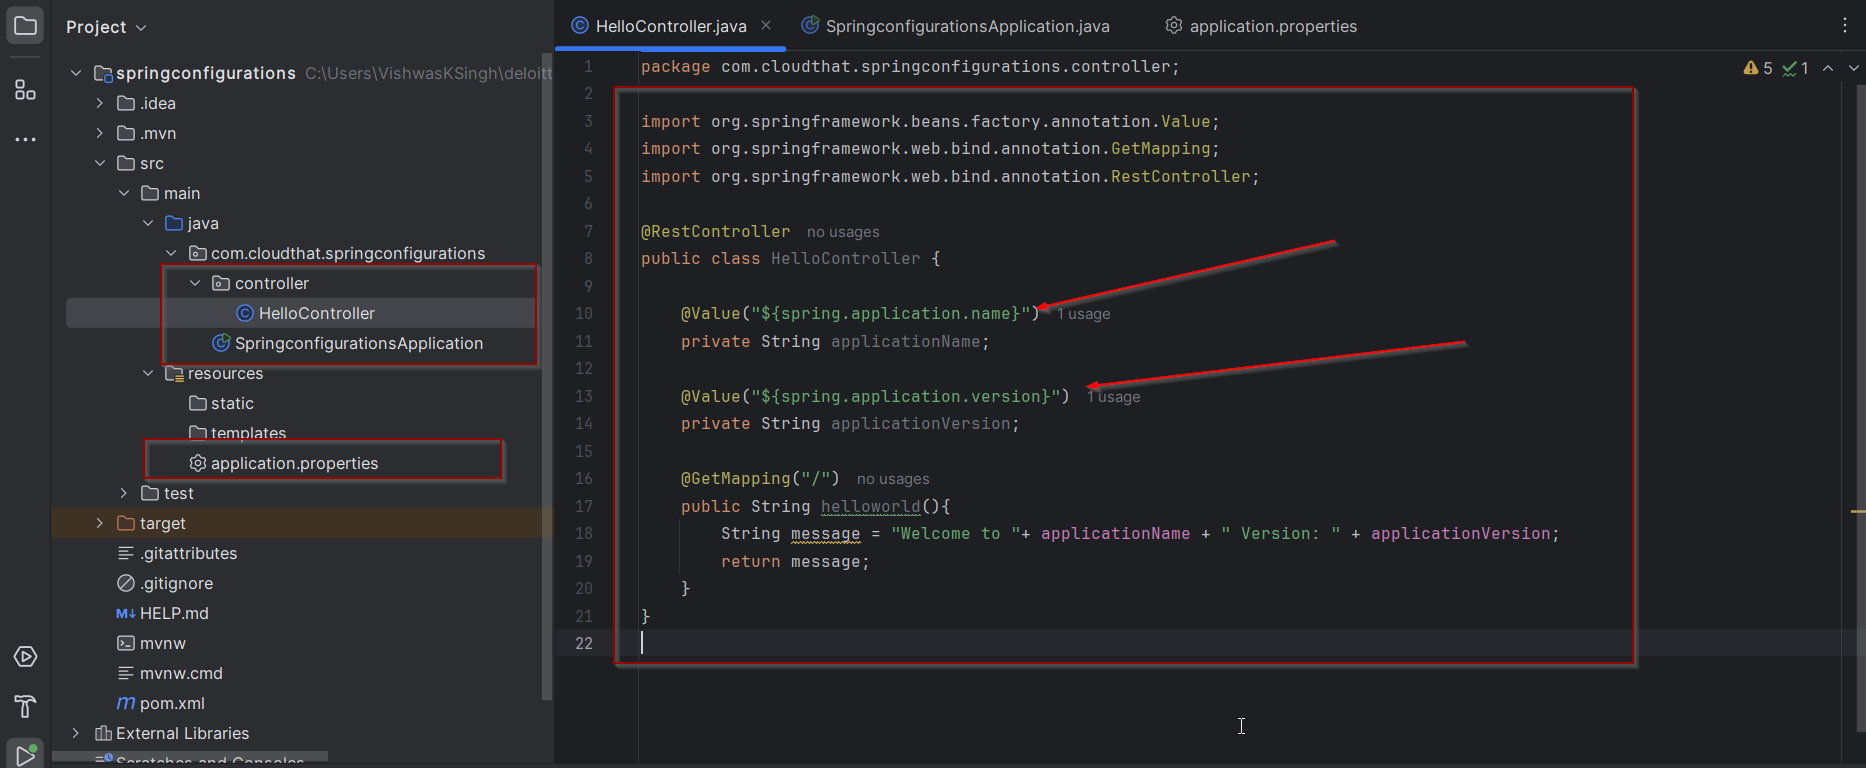 Project
springconfigurations C:\Users\VishwasKSingh\deloitt
.idea
.mvn
src
main
java
com.cloudthat.springconfigurations
controller
HelloController
SpringconfigurationsApplication
resources
static
templates
application.properties
test
target
.gitattributes
.gitignore
M↓ HELP.md
mvnw
mvnw.cmd
m pom.xml
External Libraries
Scratches and Consoles
HelloController.java
SpringconfigurationsApplication.java
application.properties
5 1
1 package com.cloudthat.springconfigurations.controller;
2
3 import org.springframework.beans.factory.annotation.Value;
4 import org.springframework.web.bind.annotation.GetMapping;
5 import org.springframework.web.bind.annotation.RestController;
6
7 @RestController no usages
8 public class HelloController {
9
10 @Value("${spring.application.name}") 1 usage
11 private String applicationName;
12
13 @Value("${spring.application.version}") 1 usage
14 private String applicationVersion;
15
16 @GetMapping("/") no usages
17 public String helloworld(){
18 String message = "Welcome to "+ applicationName + " Version: " + applicationVersion;
19 return message;
20 }
21 }
22